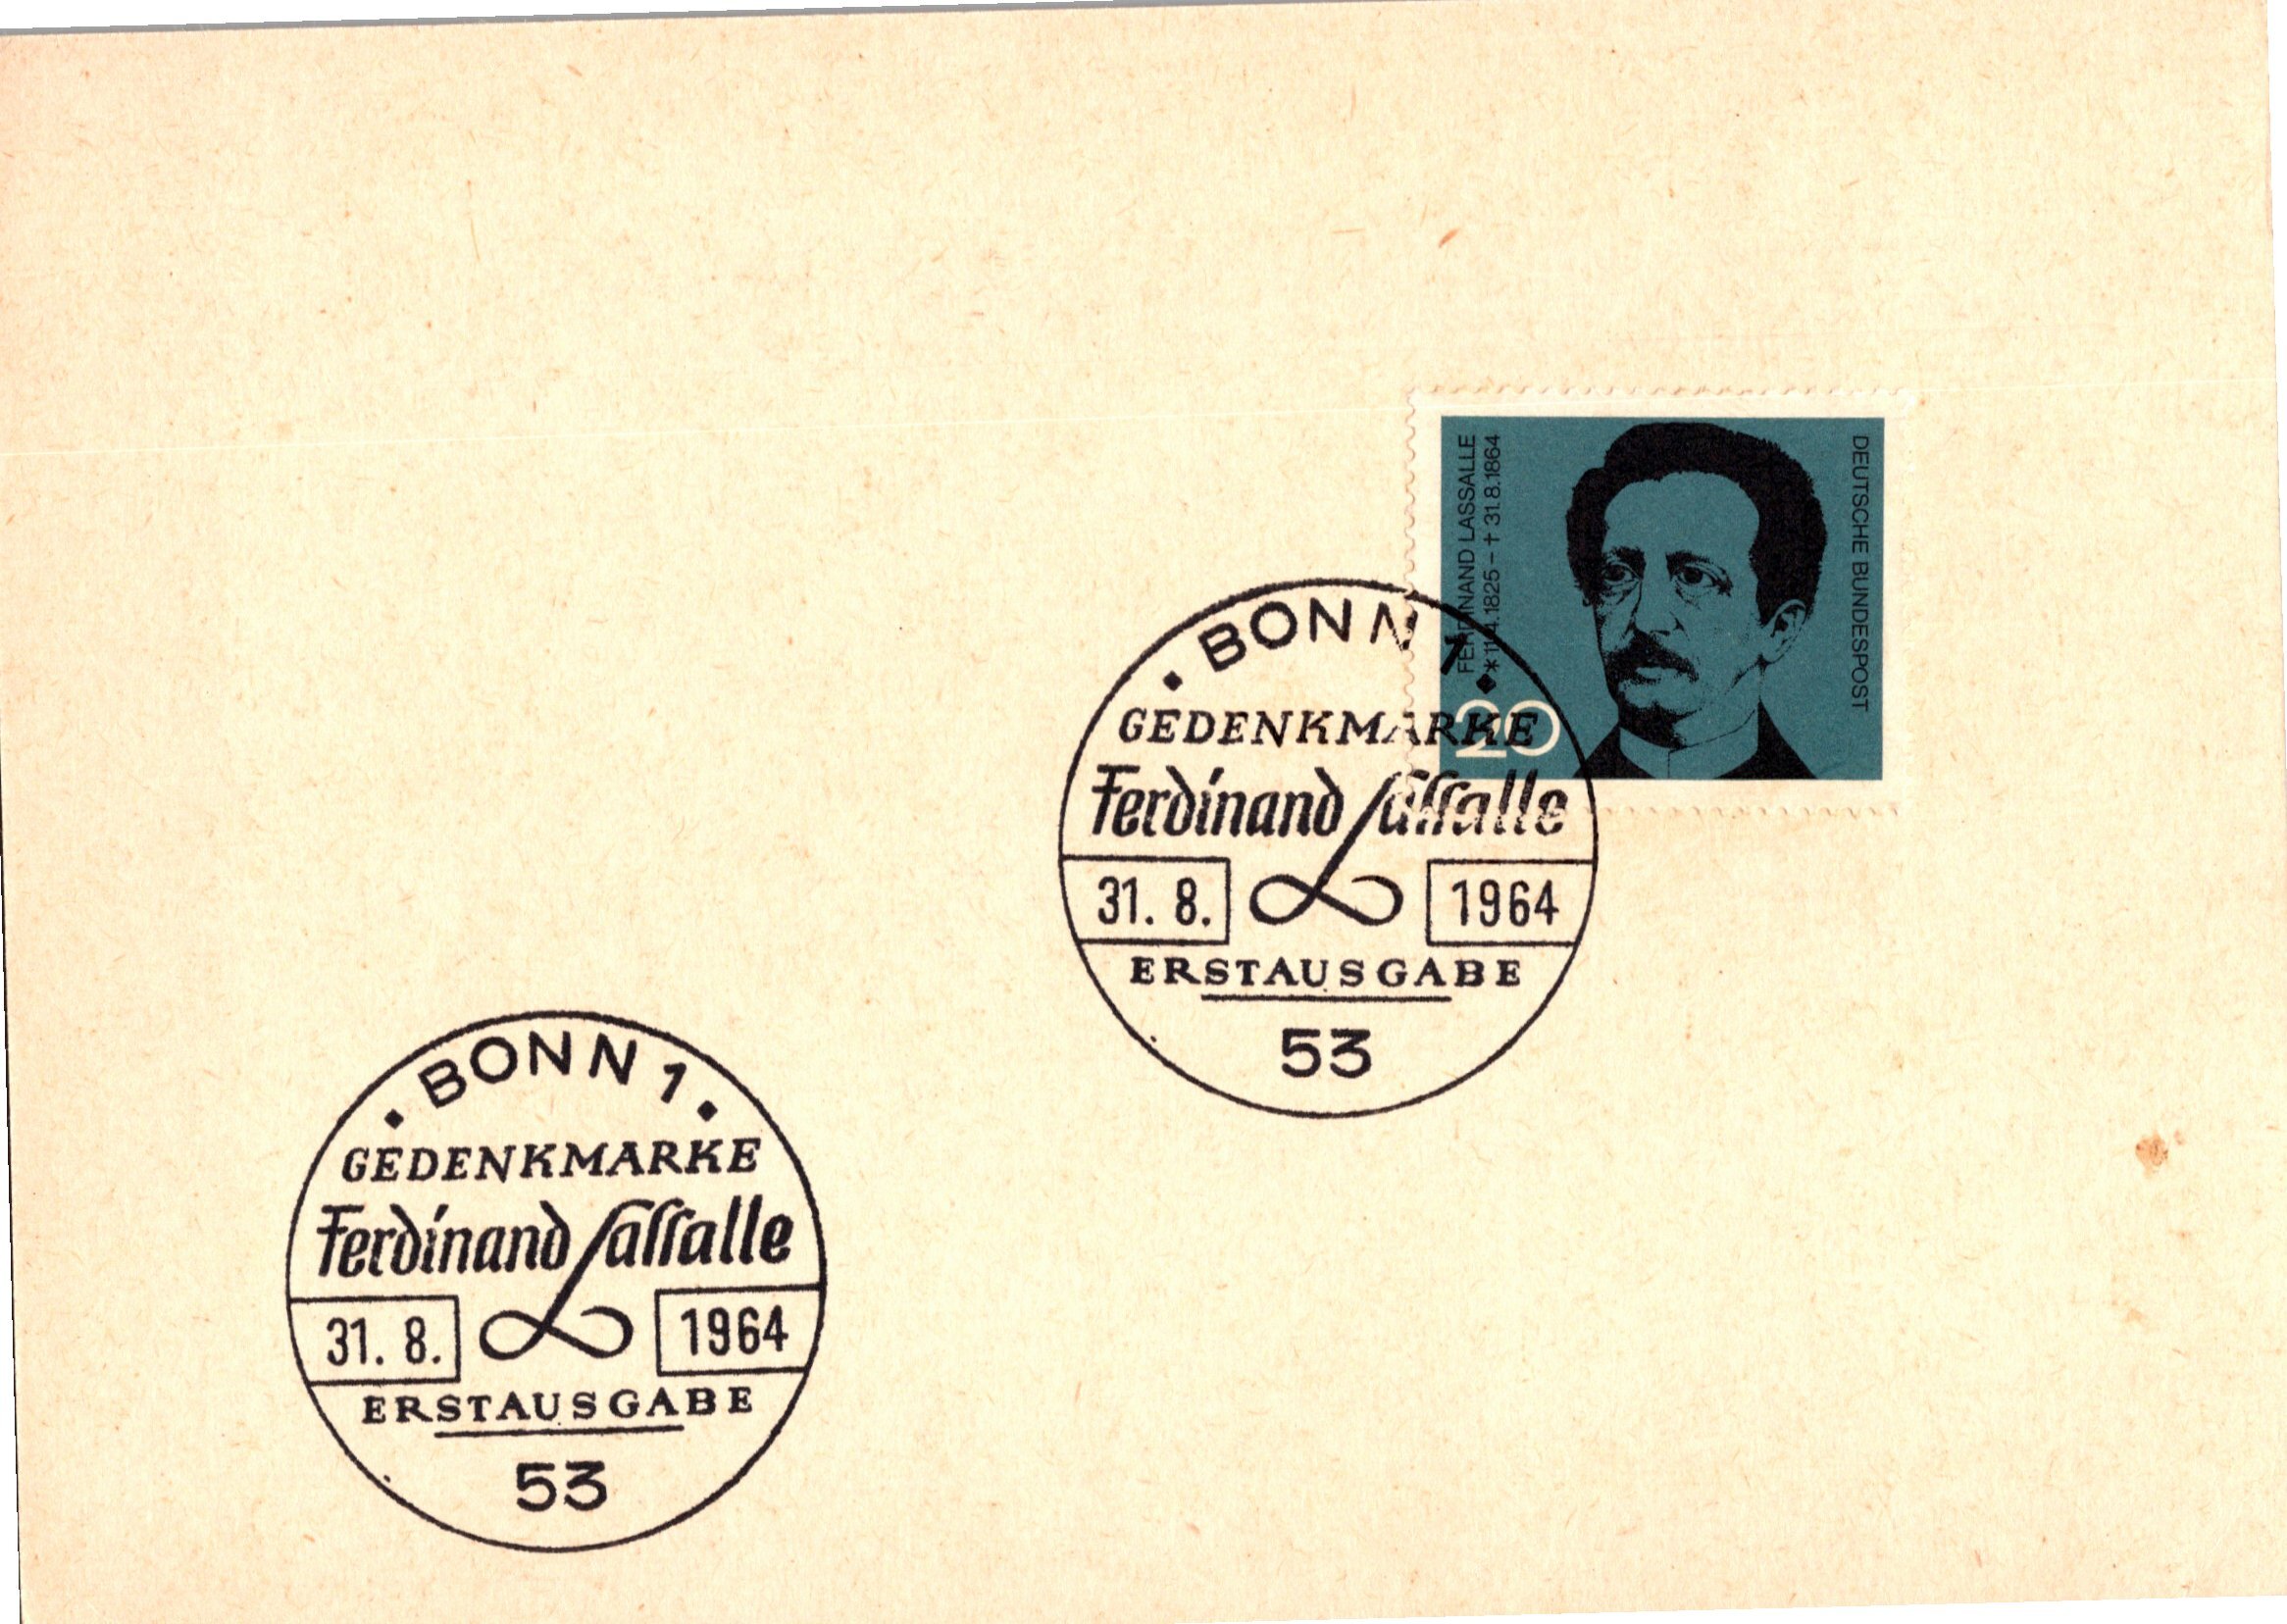 FERDINAND LASSALLE
*11.4.1825 – † 31.8.1864
DEUTSCHE BUNDESPOST
20
BONN 1
GEDENKMARKE
Ferdinand Lassalle
31. 8. 1964
ERSTAUSGABE
53
BONN 1
GEDENKMARKE
Ferdinand Lassalle
31. 8. 1964
ERSTAUSGABE
53